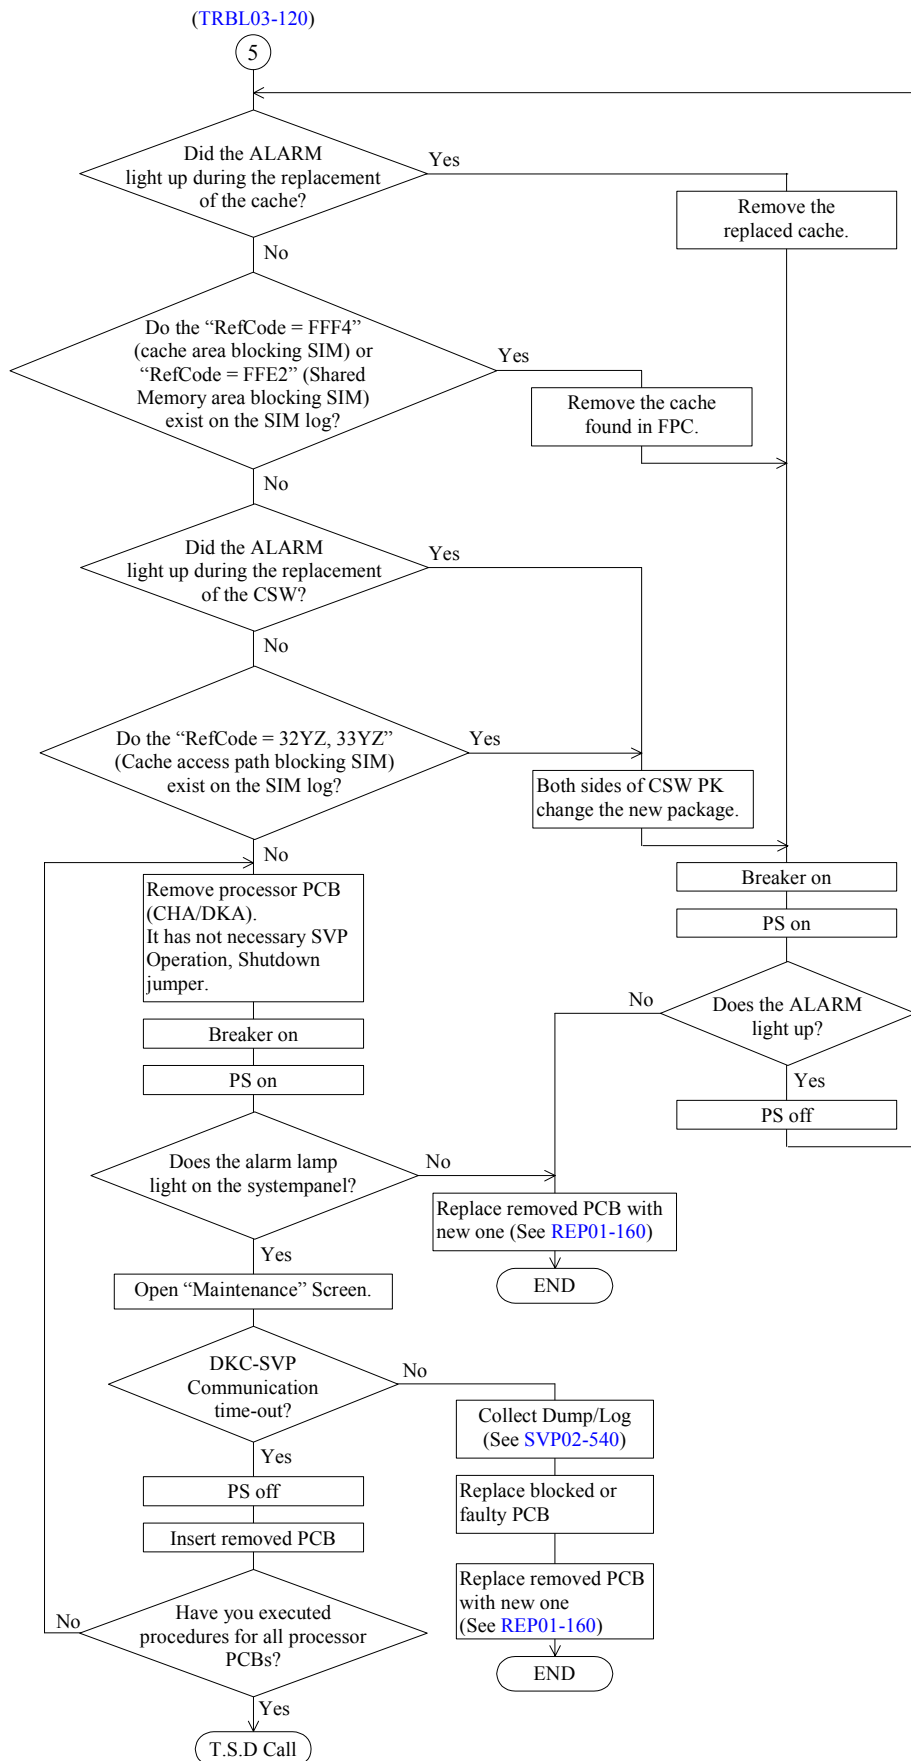 (TRBL03-120)
5
Did the ALARM
light up during the replacement
of the cache?
Yes
Remove the
replaced cache.
No
Do the “RefCode = FFF4”
(cache area blocking SIM) or
“RefCode = FFE2” (Shared
Memory area blocking SIM)
exist on the SIM log?
Yes
Remove the cache
found in FPC.
No
Did the ALARM
light up during the replacement
of the CSW?
Yes
No
Do the “RefCode = 32YZ, 33YZ”
(Cache access path blocking SIM)
exist on the SIM log?
Yes
Both sides of CSW PK
change the new package.
No
Breaker on
PS on
Does the ALARM
light up?
No
Yes
PS off
Remove processor PCB
(CHA/DKA).
It has not necessary SVP
Operation, Shutdown
jumper.
Breaker on
PS on
Does the alarm lamp
light on the systempanel?
No
Replace removed PCB with
new one (See REP01-160)
END
Yes
Open “Maintenance” Screen.
DKC-SVP
Communication
time-out?
No
Collect Dump/Log
(See SVP02-540)
Replace blocked or
faulty PCB
Replace removed PCB
with new one
(See REP01-160)
END
Yes
PS off
Insert removed PCB
Have you executed
procedures for all processor
PCBs?
No
Yes
T.S.D Call